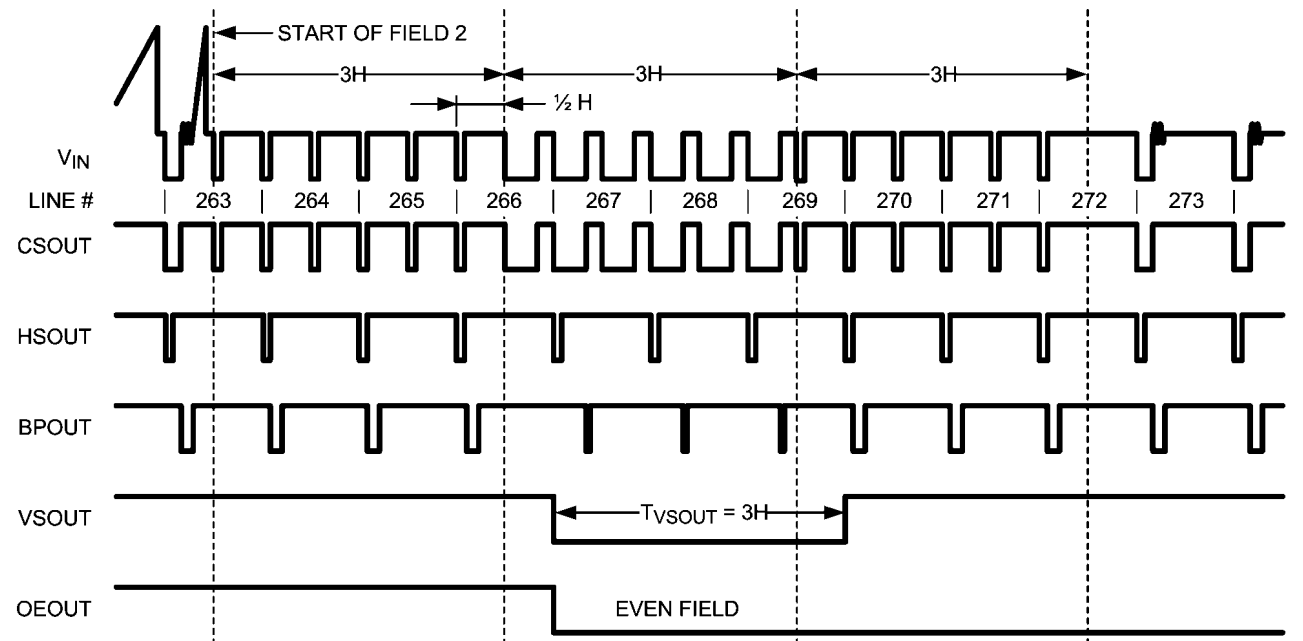 START OF FIELD 2
3H 3H 3H
½ H
VIN
LINE # 263 264 265 266 267 268 269 270 271 272 273
CSOUT
HSOUT
BPOUT
VSOUT TVSOUT = 3H
OEOUT EVEN FIELD